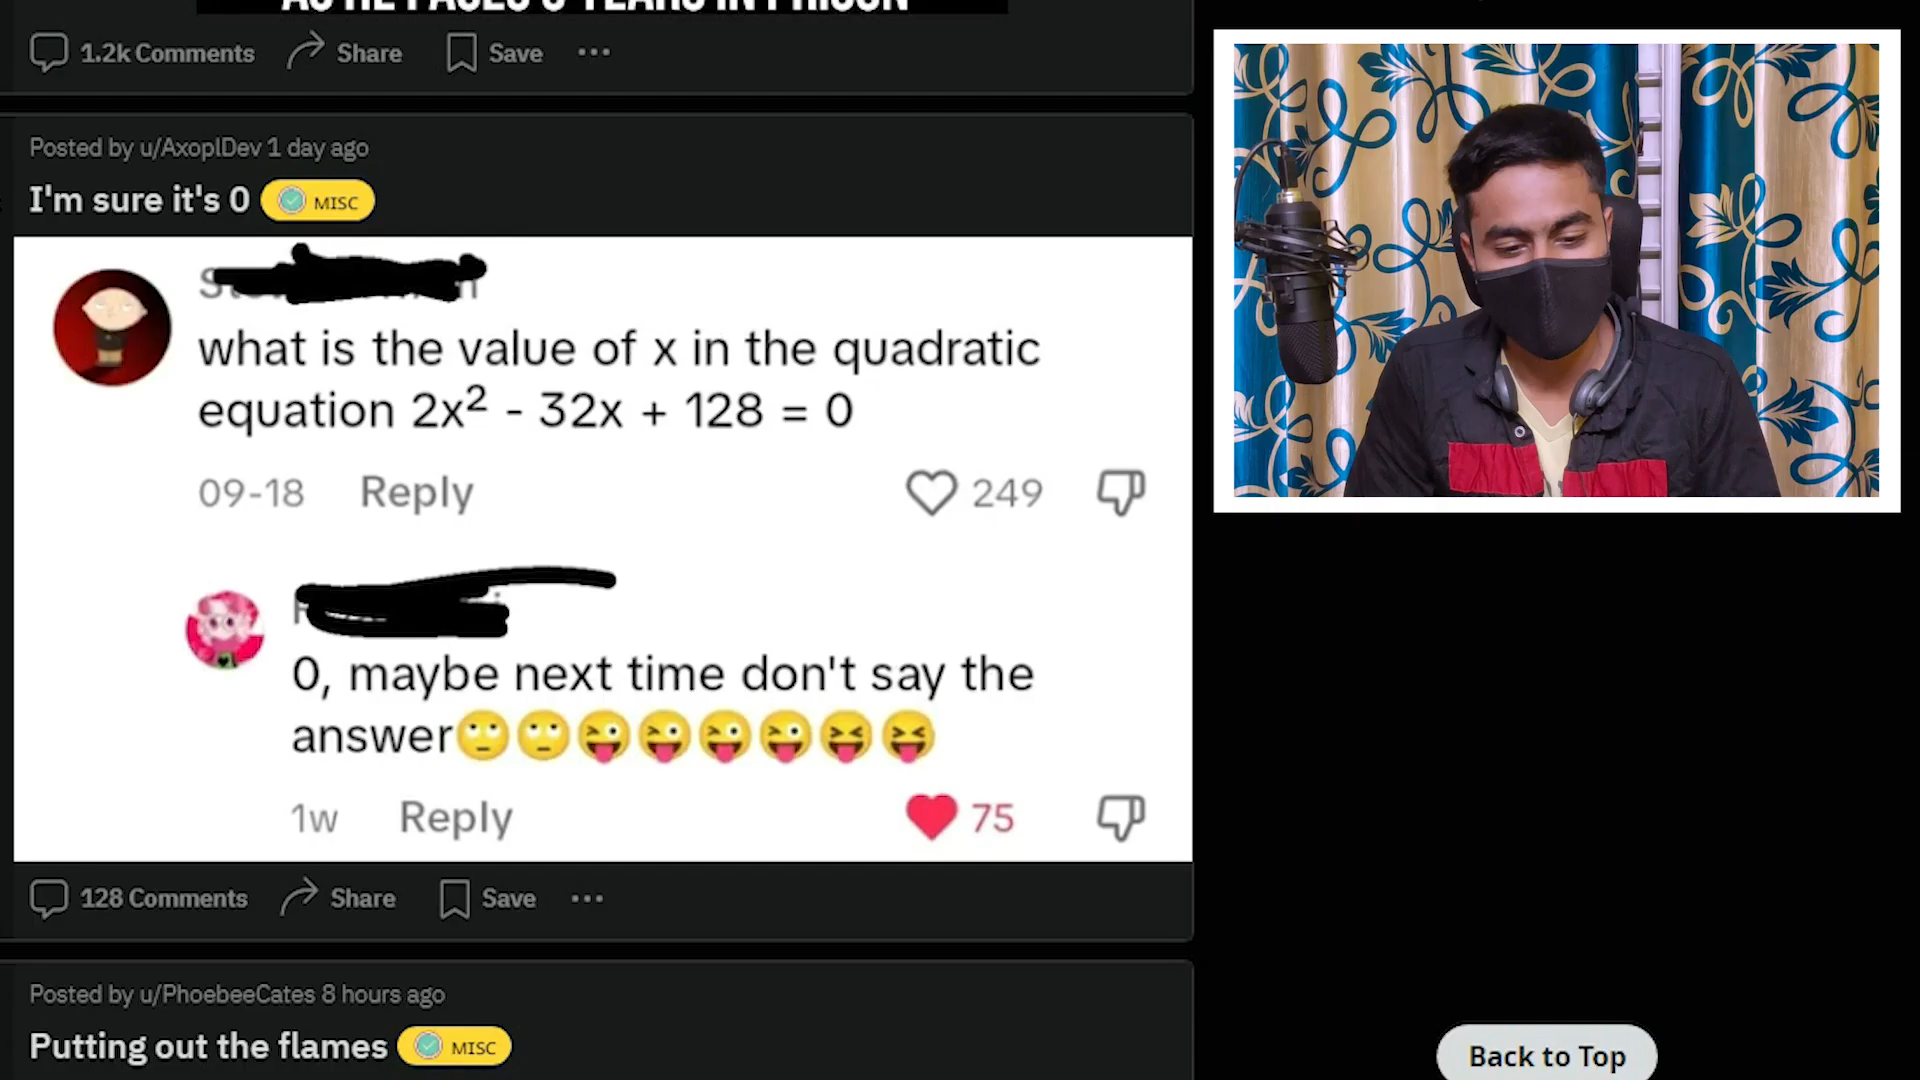 1.2k Comments Share Save
Posted by u/AxoplDev 1 day ago
I'm sure it's 0 MISC
what is the value of x in the quadratic
equation 2x² - 32x + 128 = 0
09-18 Reply 249
0, maybe next time don't say the
answer🙄🙄😜😜😜😜😝😝
1w Reply 75
128 Comments Share Save
Posted by u/PhoebeeCates 8 hours ago
Putting out the flames MISC
Back to Top